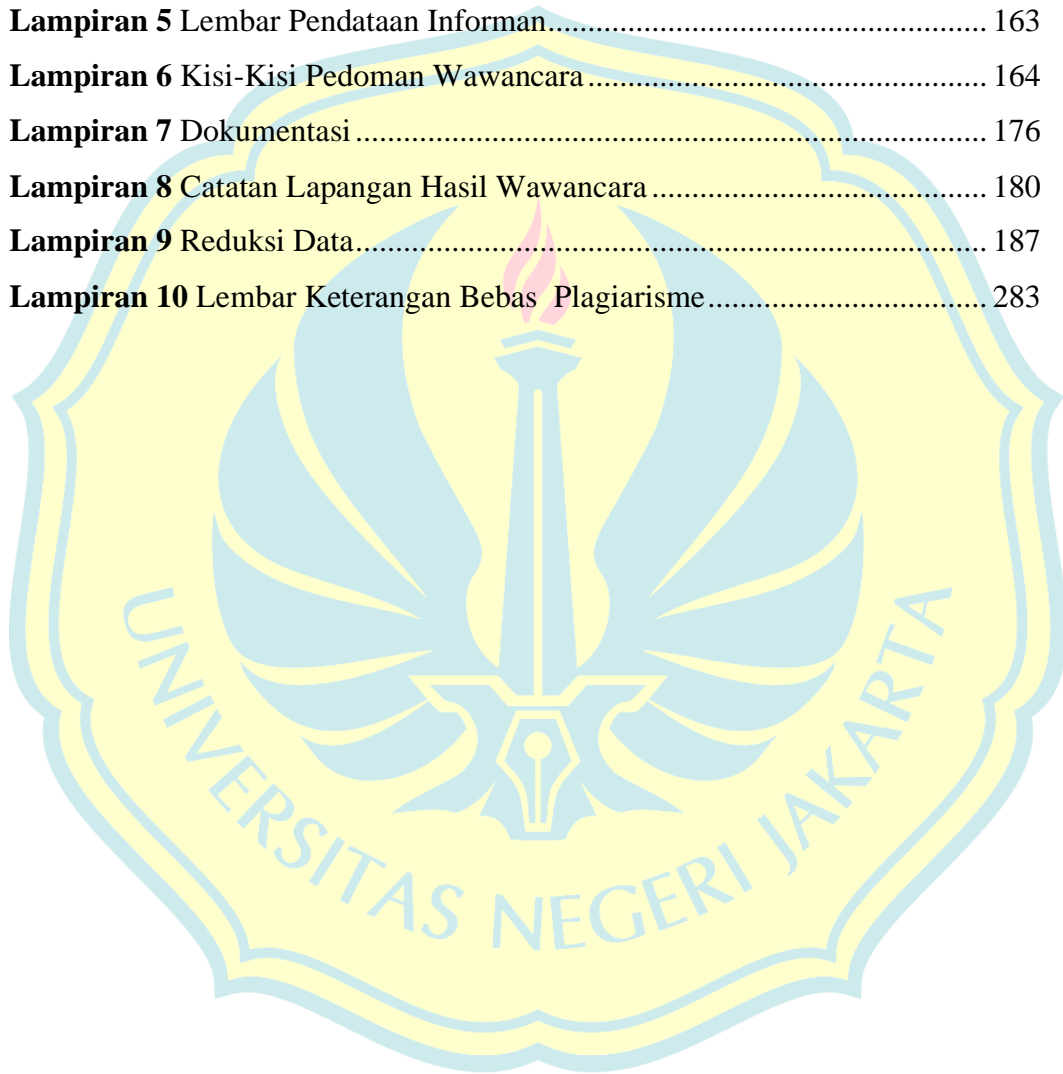 Lampiran 5 Lembar Pendataan Informan....................................................... 163
Lampiran 6 Kisi-Kisi Pedoman Wawancara.................................................. 164
Lampiran 7 Dokumentasi............................................................................... 176
Lampiran 8 Catatan Lapangan Hasil Wawancara.......................................... 180
Lampiran 9 Reduksi Data............................................................................... 187
Lampiran 10 Lembar Keterangan Bebas  Plagiarisme................................... 283
UNIVERSITAS NEGERI JAKARTA